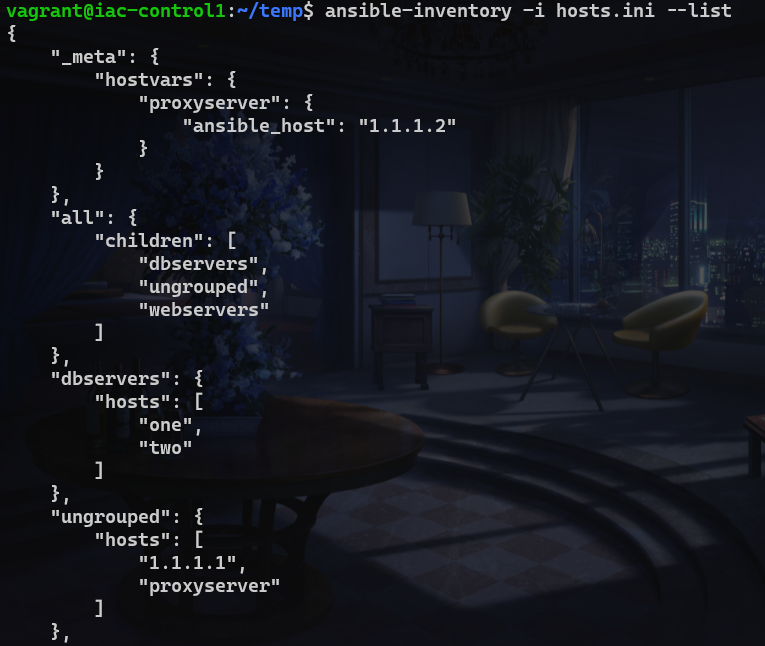 vagrant@iac-control1:~/temp$ ansible-inventory -i hosts.ini --list
{
    "_meta": {
        "hostvars": {
            "proxyserver": {
                "ansible_host": "1.1.1.2"
            }
        }
    },
    "all": {
        "children": [
            "dbservers",
            "ungrouped",
            "webservers"
        ]
    },
    "dbservers": {
        "hosts": [
            "one",
            "two"
        ]
    },
    "ungrouped": {
        "hosts": [
            "1.1.1.1",
            "proxyserver"
        ]
    },